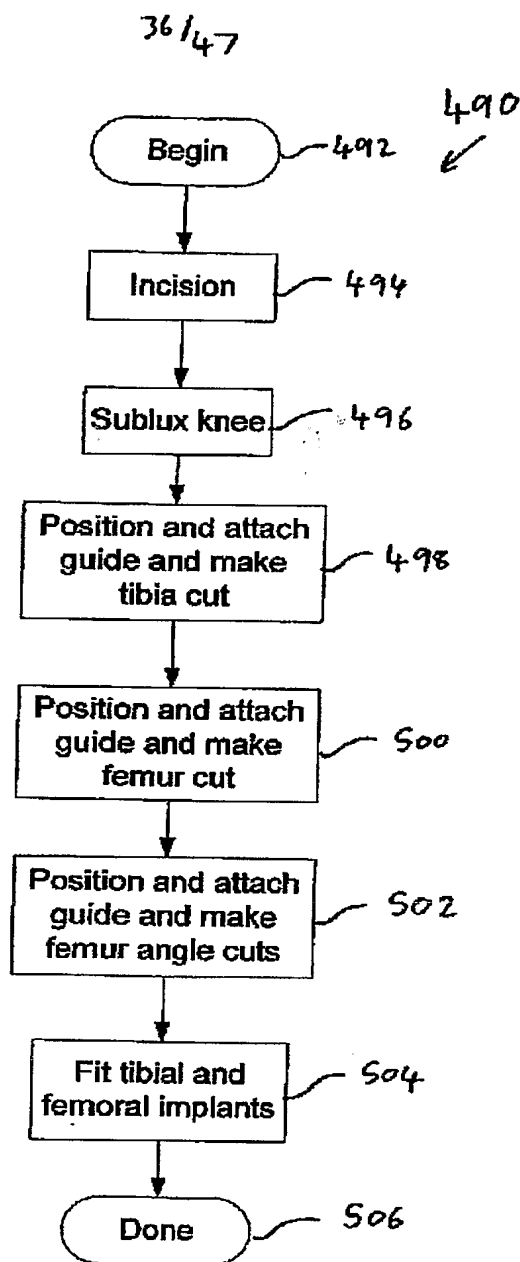 36/47
490
Begin 492
Incision 494
Sublux knee 496
Position and attach
guide and make 498
tibia cut
Position and attach
guide and make 500
femur cut
Position and attach
guide and make 502
femur angle cuts
Fit tibial and 504
femoral implants
Done 506